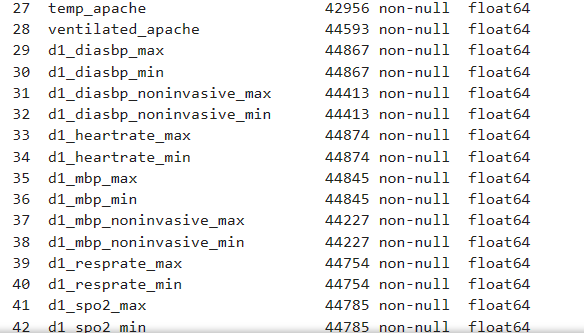 27 temp_apache 42956 non-null float64
28 ventilated_apache 44593 non-null float64
29 d1_diasbp_max 44867 non-null float64
30 d1_diasbp_min 44867 non-null float64
31 d1_diasbp_noninvasive_max 44413 non-null float64
32 d1_diasbp_noninvasive_min 44413 non-null float64
33 d1_heartrate_max 44874 non-null float64
34 d1_heartrate_min 44874 non-null float64
35 d1_mbp_max 44845 non-null float64
36 d1_mbp_min 44845 non-null float64
37 d1_mbp_noninvasive_max 44227 non-null float64
38 d1_mbp_noninvasive_min 44227 non-null float64
39 d1_resprate_max 44754 non-null float64
40 d1_resprate_min 44754 non-null float64
41 d1_spo2_max 44785 non-null float64
42 d1_spo2_min 44785 non-null float64